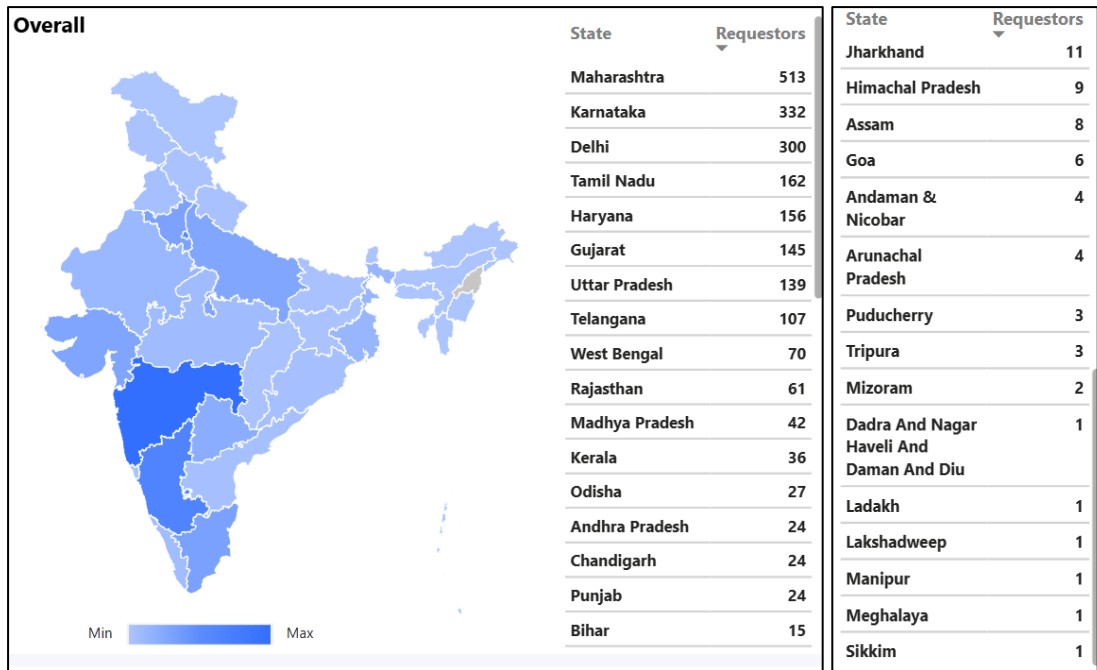 Overall
State Requestors
Maharashtra 513
Karnataka 332
Delhi 300
Tamil Nadu 162
Haryana 156
Gujarat 145
Uttar Pradesh 139
Telangana 107
West Bengal 70
Rajasthan 61
Madhya Pradesh 42
Kerala 36
Odisha 27
Andhra Pradesh 24
Chandigarh 24
Punjab 24
Bihar 15
Min Max
State Requestors
Jharkhand 11
Himachal Pradesh 9
Assam 8
Goa 6
Andaman & 4
Nicobar
Arunachal 4
Pradesh
Puducherry 3
Tripura 3
Mizoram 2
Dadra And Nagar 1
Haveli And
Daman And Diu
Ladakh 1
Lakshadweep 1
Manipur 1
Meghalaya 1
Sikkim 1